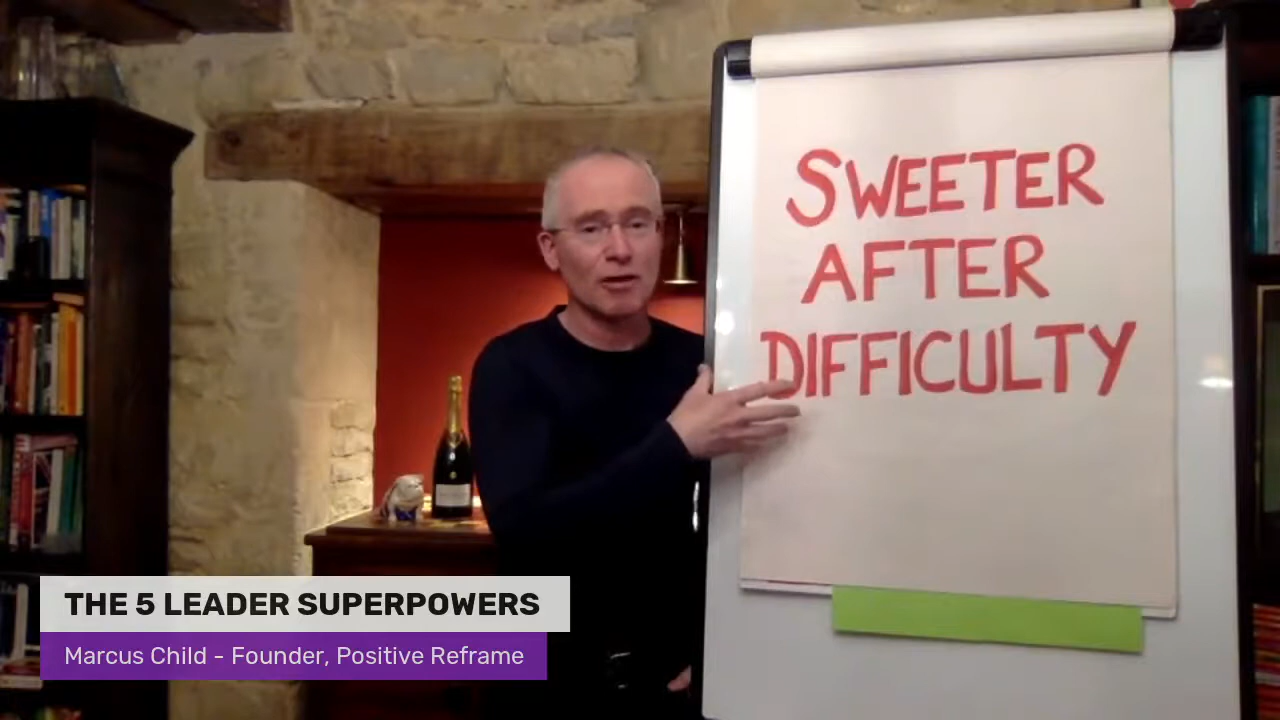 SWEETER
AFTER
DIFFICULTY
THE 5 LEADER SUPERPOWERS
Marcus Child - Founder, Positive Reframe